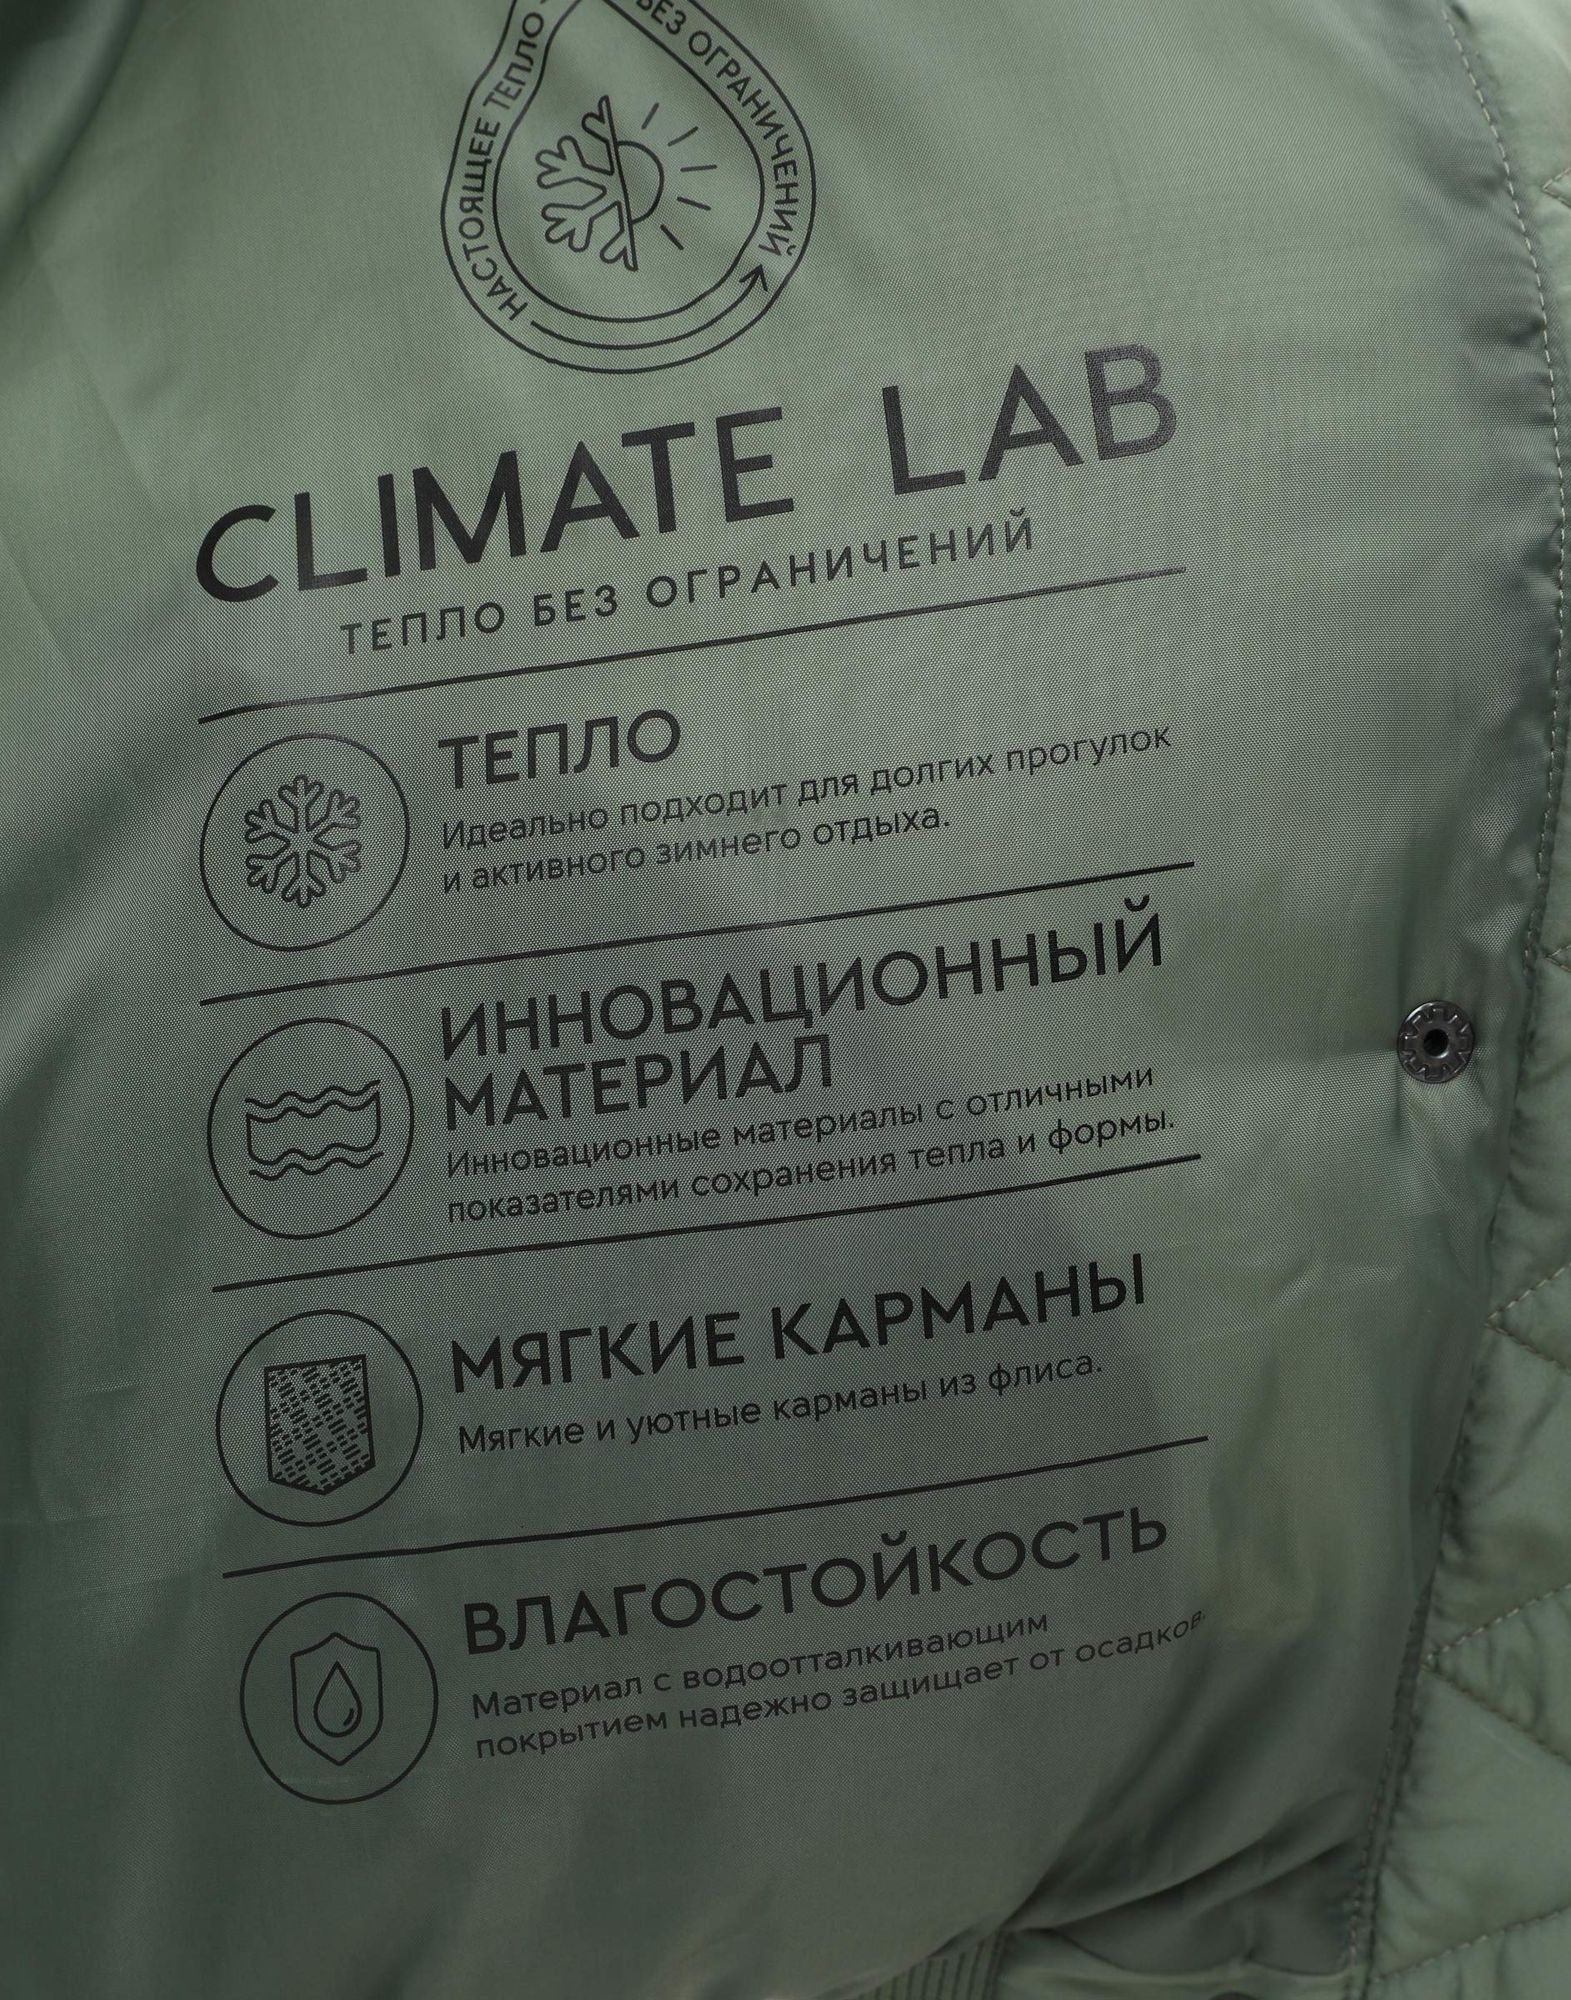 НАСТОЯЩЕЕ ТЕПЛО
БЕЗ ОГРАНИЧЕНИЙ
CLIMATE LAB
ТЕПЛО БЕЗ ОГРАНИЧЕНИЙ
ТЕПЛО
Идеально подходит для долгих прогулок
и активного зимнего отдыха.
ИННОВАЦИОННЫЙ
МАТЕРИАЛ
Инновационные материалы с отличными
показателями сохранения тепла и формы.
МЯГКИЕ КАРМАНЫ
Мягкие и уютные карманы из флиса.
ВЛАГОСТОЙКОСТЬ
Материал с водоотталкивающим
покрытием надежно защищает от осадков.